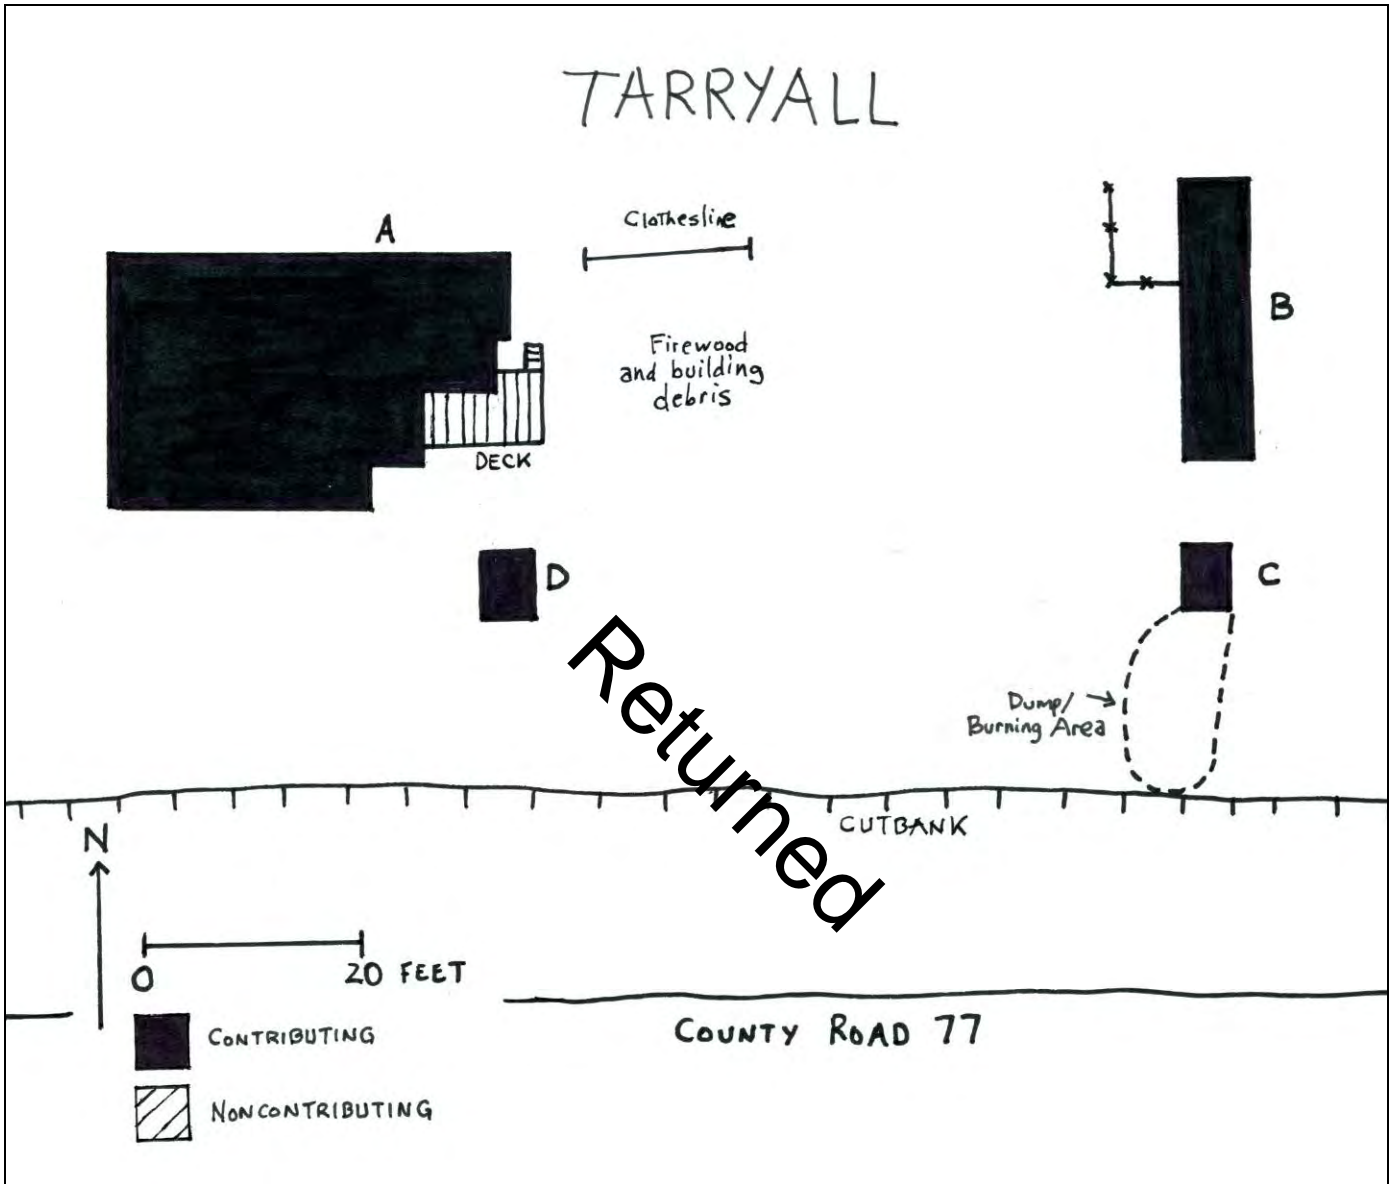 TARRYALL
A
Clothesline
B
Firewood
and building
debris
DECK
D
C
Returned
Dump/
Burning Area
CUTBANK
N
0 20 FEET
CONTRIBUTING
COUNTY ROAD 77
NONCONTRIBUTING